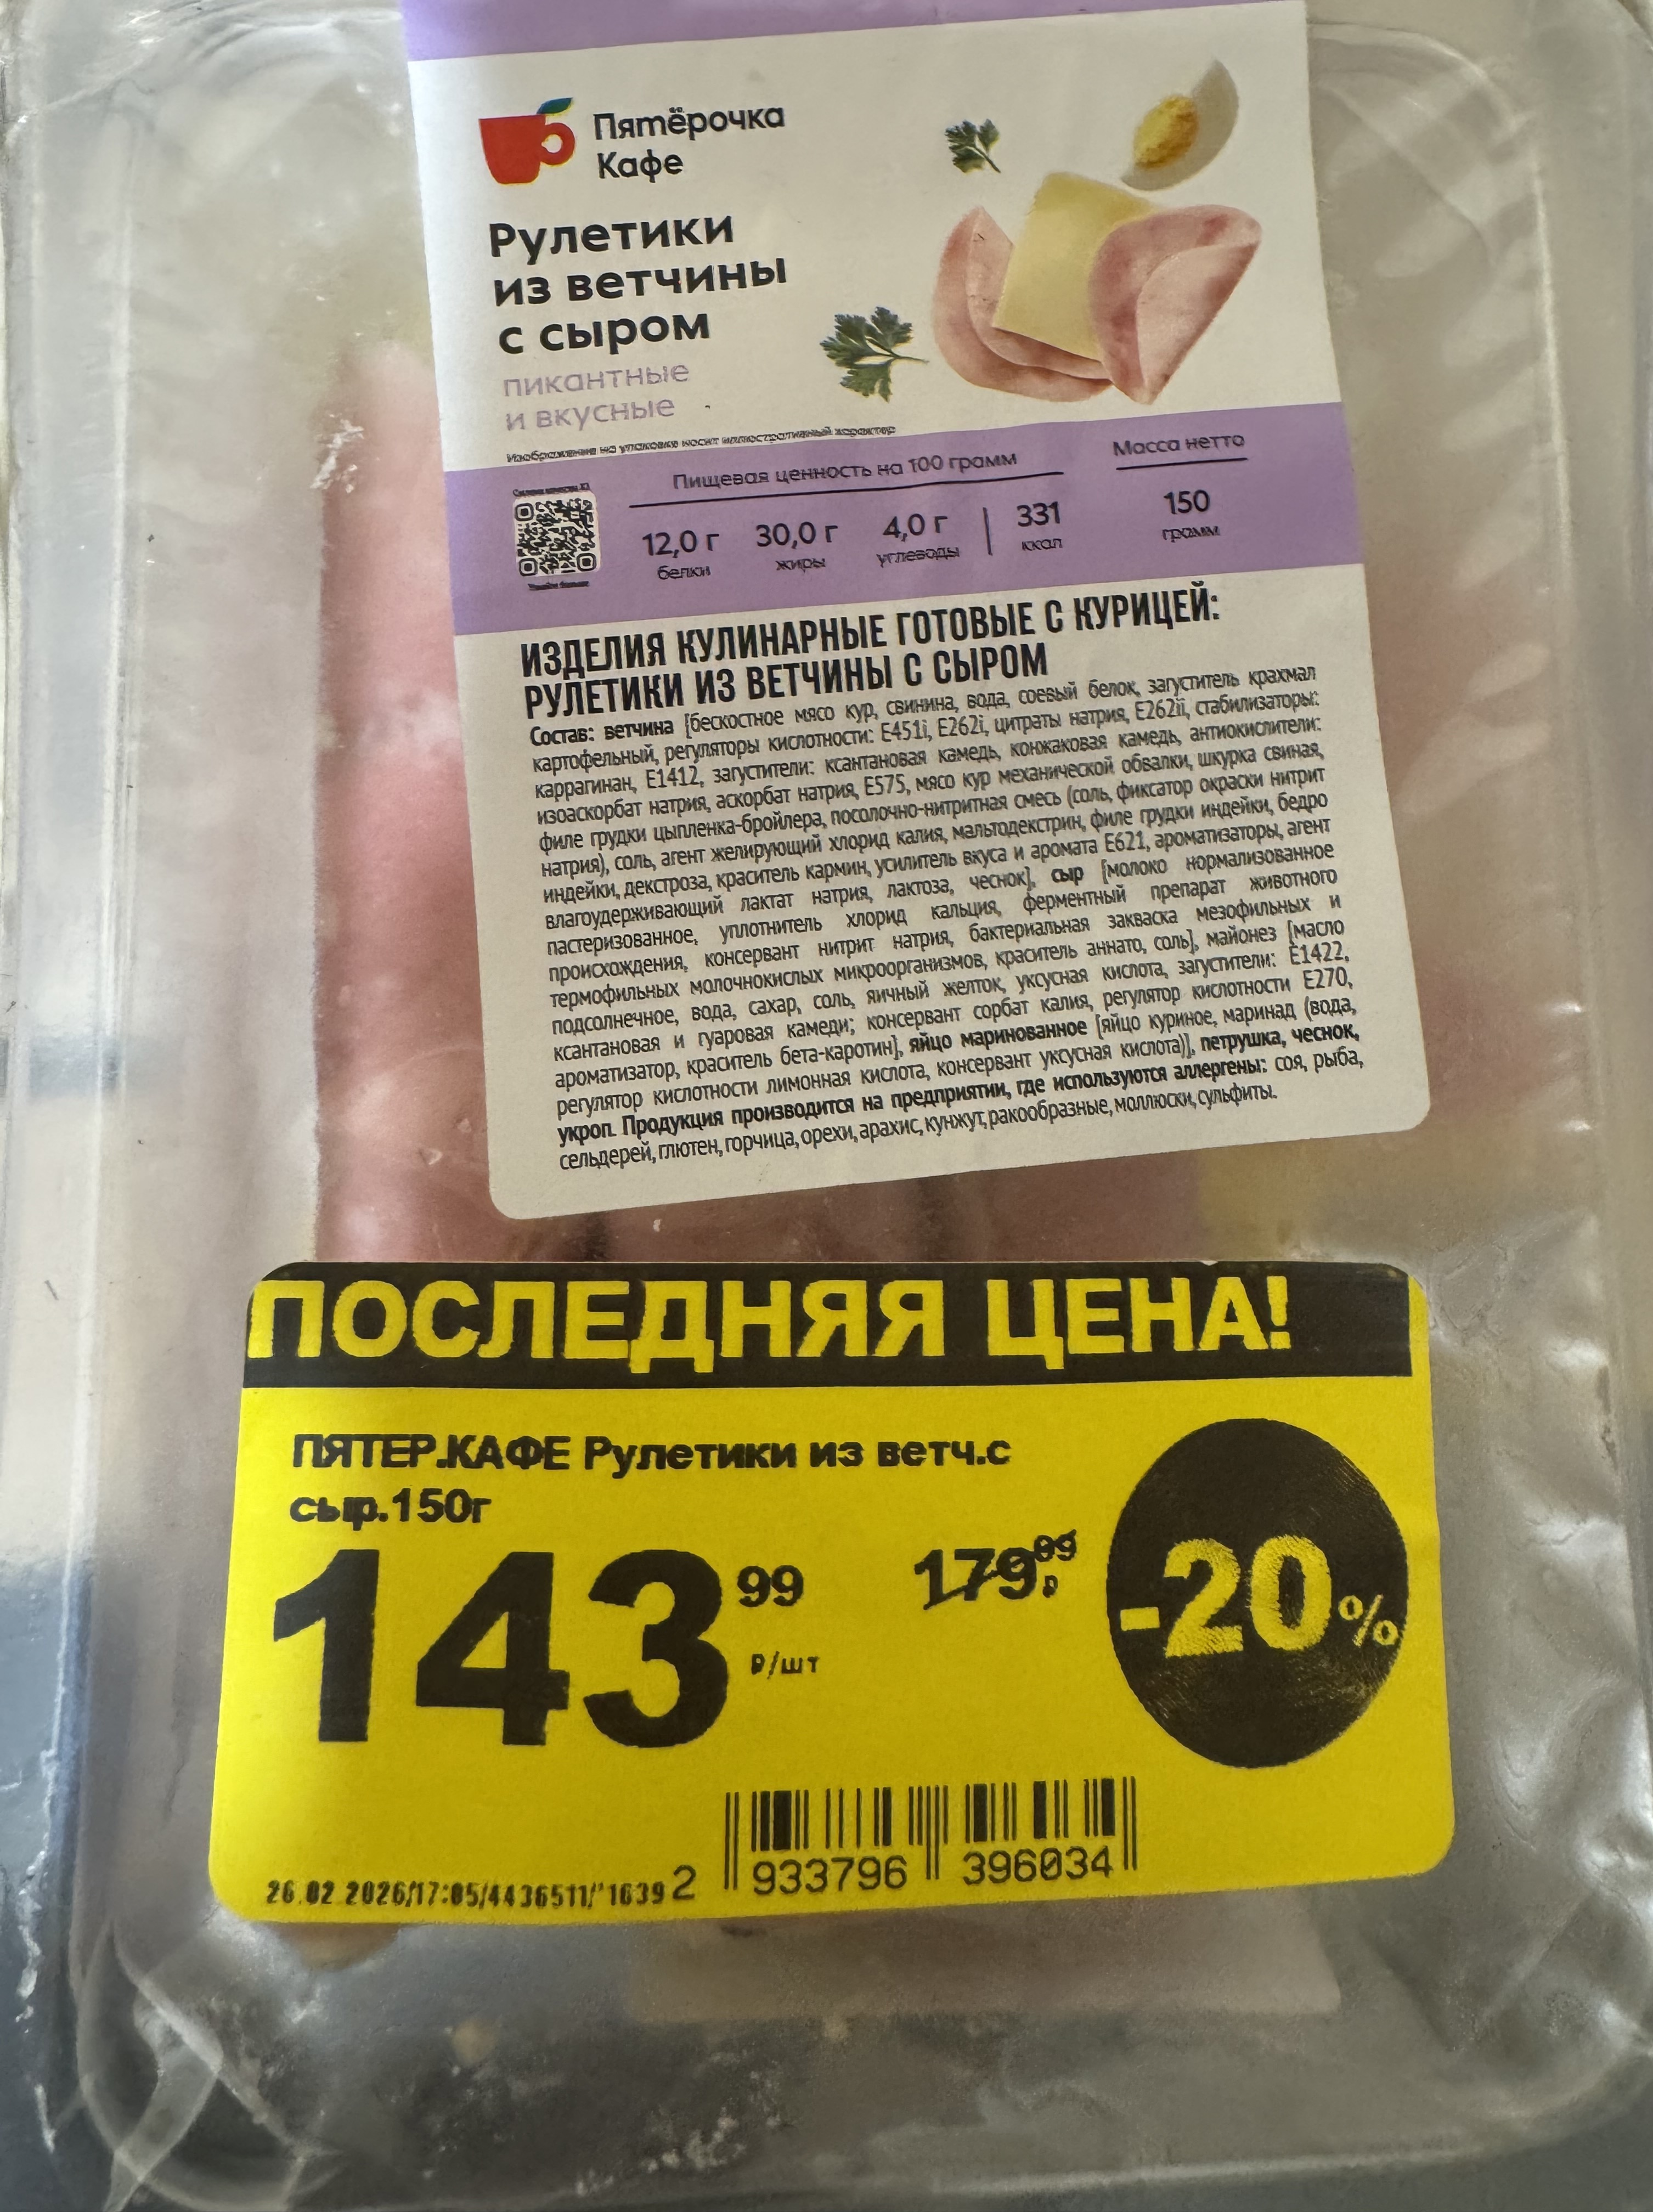 Пятёрочка
Кафе
Рулетики
из ветчины
с сыром
пикантные
и вкусные
Изображение на упаковке носит иллюстративный характер
Пищевая ценность на 100 грамм
Масса нетто
12,0 г
белки
30,0 г
жиры
4,0 г
углеводы
331
ккал
150
грамм
ИЗДЕЛИЯ КУЛИНАРНЫЕ ГОТОВЫЕ С КУРИЦЕЙ:
РУЛЕТИКИ ИЗ ВЕТЧИНЫ С СЫРОМ
Состав: ветчина [бескостное мясо кур, свинина, вода, соевый белок, загуститель крахмал
картофельный, регуляторы кислотности: Е451i, Е262i, цитраты натрия, Е262ii, стабилизаторы:
каррагинан, Е1412, загустители: ксантановая камедь, конжаковая камедь, антиокислители:
изоаскорбат натрия, аскорбат натрия, Е575, мясо кур механической обвалки, шкурка свиная,
филе грудки цыпленка-бройлера, посолочно-нитритная смесь (соль, фиксатор окраски нитрит
натрия), соль, агент желирующий хлорид калия, мальтодекстрин, филе грудки индейки, бедро
индейки, декстроза, краситель кармин, усилитель вкуса и аромата Е621, ароматизаторы, агент
влагоудерживающий лактат натрия, лактоза, чеснок], сыр [молоко нормализованное
пастеризованное, уплотнитель хлорид кальция, ферментный препарат животного
происхождения, консервант нитрит натрия, бактериальная закваска мезофильных и
термофильных молочнокислых микроорганизмов, краситель аннато, соль], майонез [масло
подсолнечное, вода, сахар, соль, яичный желток, уксусная кислота, загустители: Е1422,
ксантановая и гуаровая камеди; консервант сорбат калия, регулятор кислотности Е270,
ароматизатор, краситель бета-каротин], яйцо маринованное [яйцо куриное, маринад (вода,
регулятор кислотности лимонная кислота, консервант уксусная кислота)], петрушка, чеснок,
укроп. Продукция производится на предприятии, где используются аллергены: соя, рыба,
сельдерей, глютен, горчица, орехи, арахис, кунжут, ракообразные, моллюски, сульфиты.
ПОСЛЕДНЯЯ ЦЕНА!
ПЯТЕР.КАФЕ Рулетики из ветч.с
сыр.150г
143 99
₽/шт
179.99 ₽
-20%
26.02.2026/17:05/4436511/"1639
2 933796 396034